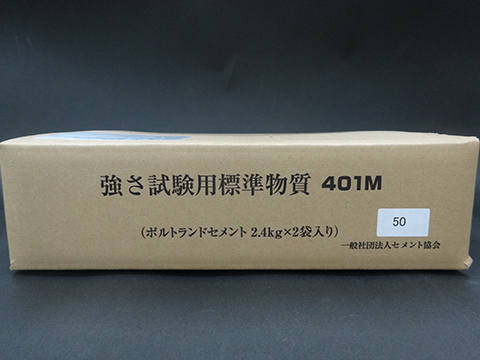 強さ試験用標準物質 401M
50
(ポルトランドセメント 2.4kg×2袋入り)
一般社団法人セメント協会